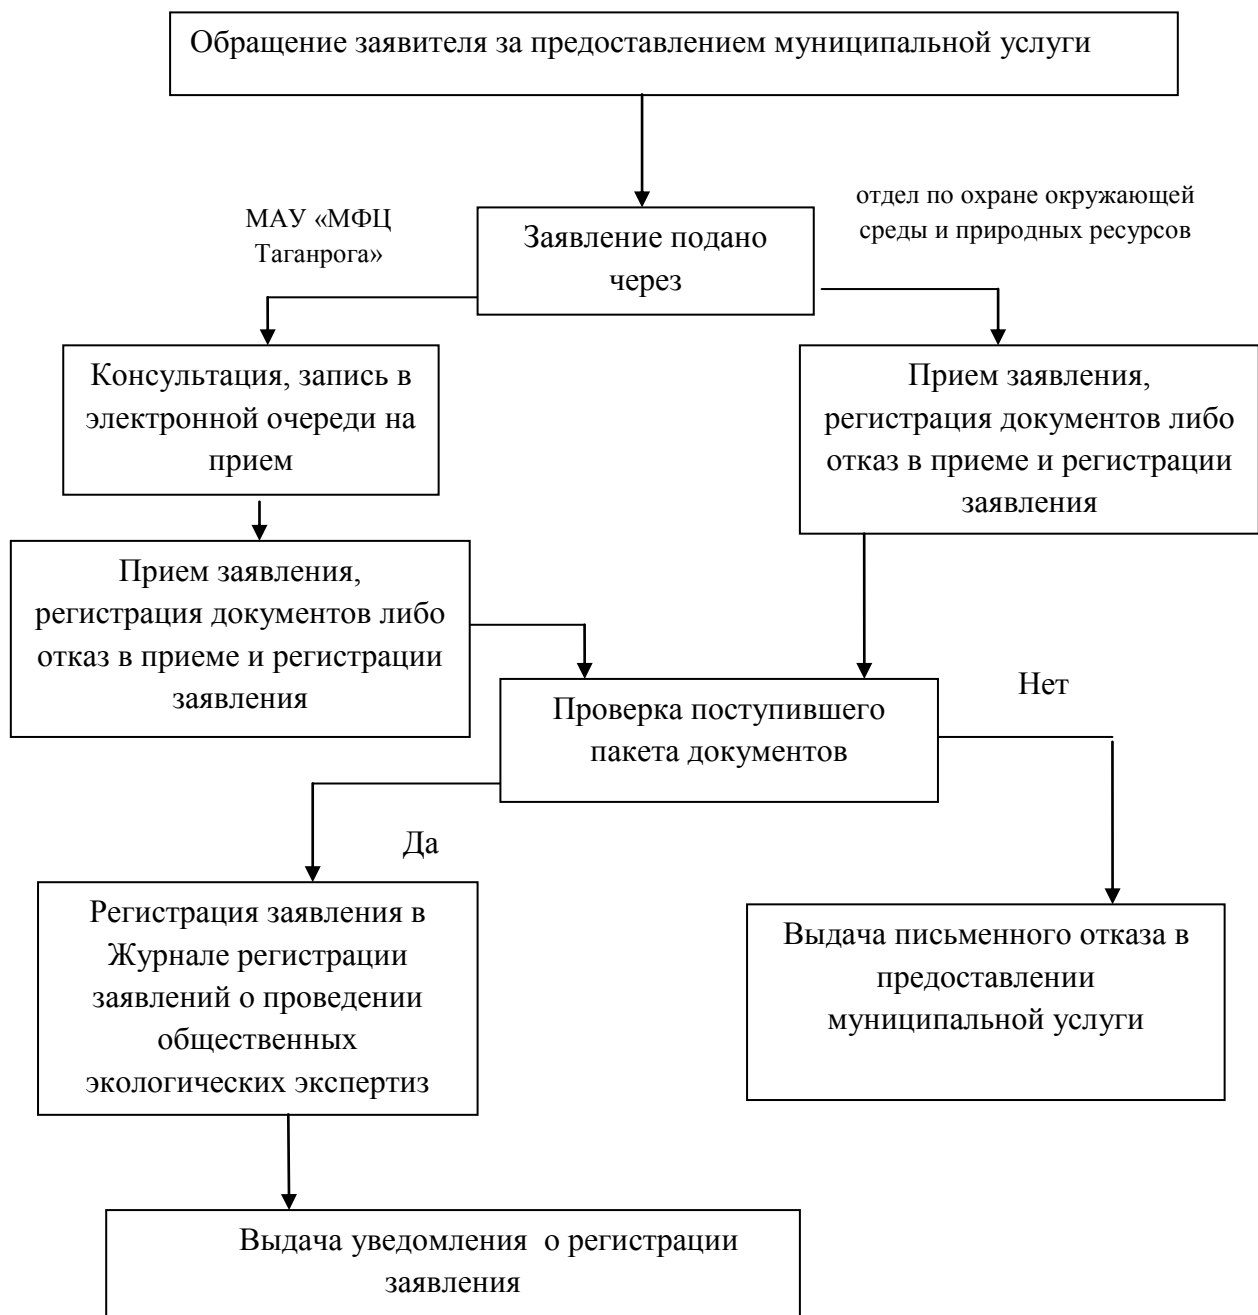 Обращение заявителя за предоставлением муниципальной услуги
МАУ «МФЦ
Таганрога»
отдел по охране окружающей
среды и природных ресурсов
Заявление подано
через
Консультация, запись в
электронной очереди на
прием
Прием заявления,
регистрация документов либо
отказ в приеме и регистрации
заявления
Прием заявления,
регистрация документов либо
отказ в приеме и регистрации
заявления
Проверка поступившего
пакета документов
Нет
Да
Регистрация заявления в
Журнале регистрации
заявлений о проведении
общественных
экологических экспертиз
Выдача письменного отказа в
предоставлении
муниципальной услуги
Выдача уведомления о регистрации
заявления